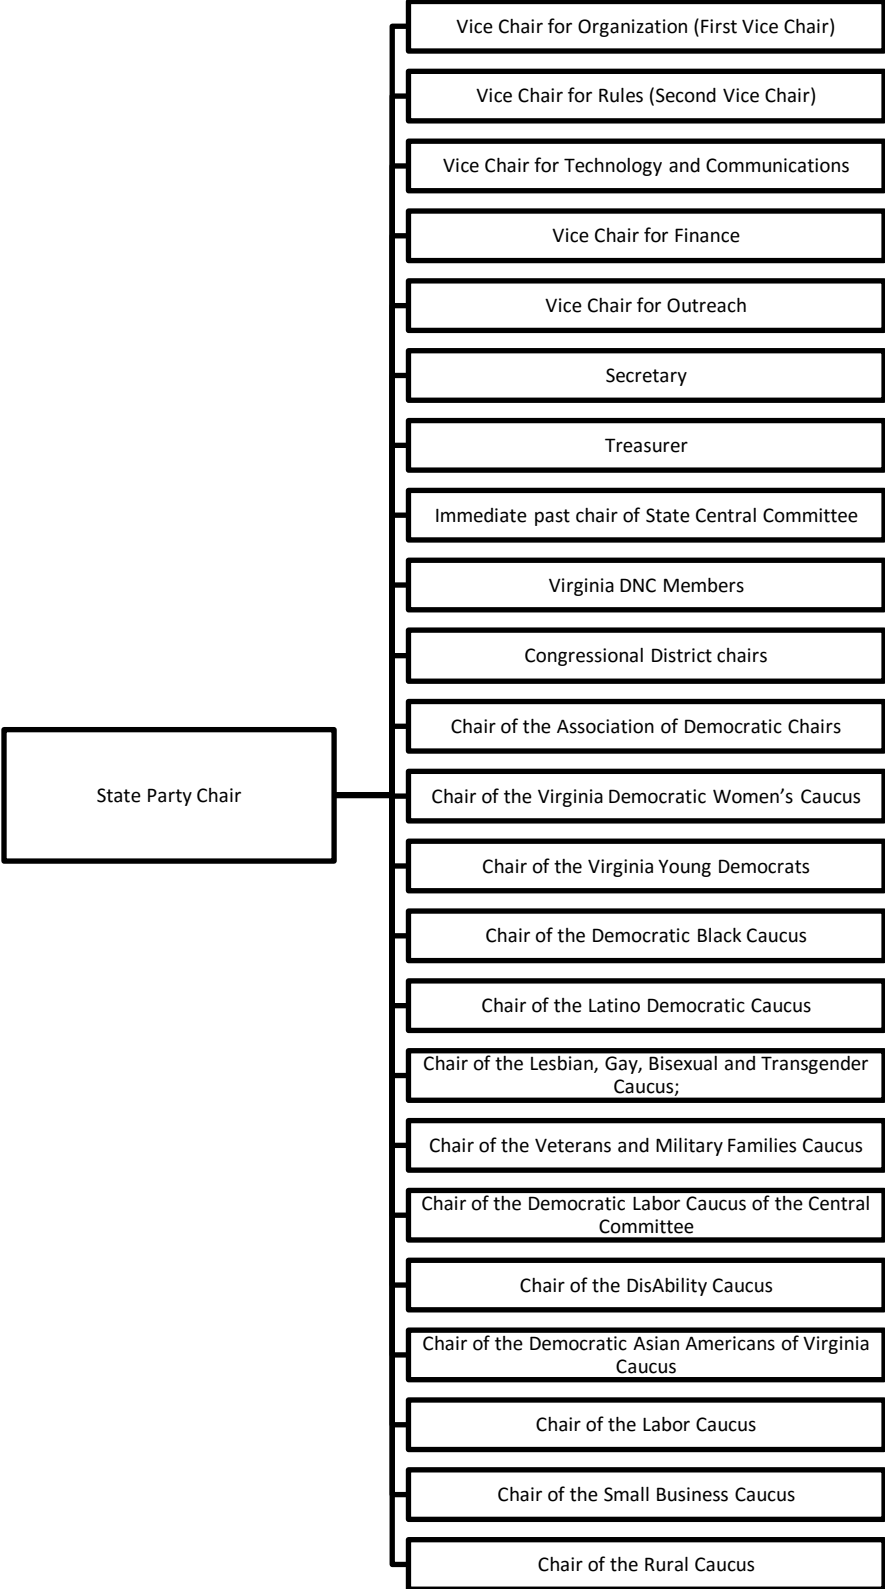 Vice Chair for Organization (First Vice Chair)
Vice Chair for Rules (Second Vice Chair)
Vice Chair for Technology and Communications
Vice Chair for Finance
Vice Chair for Outreach
Secretary
Treasurer
Immediate past chair of State Central Committee
Virginia DNC Members
Congressional District chairs
Chair of the Association of Democratic Chairs
State Party Chair
Chair of the Virginia Democratic Women’s Caucus
Chair of the Virginia Young Democrats
Chair of the Democratic Black Caucus
Chair of the Latino Democratic Caucus
Chair of the Lesbian, Gay, Bisexual and Transgender
Caucus;
Chair of the Veterans and Military Families Caucus
Chair of the Democratic Labor Caucus of the Central
Committee
Chair of the DisAbility Caucus
Chair of the Democratic Asian Americans of Virginia
Caucus
Chair of the Labor Caucus
Chair of the Small Business Caucus
Chair of the Rural Caucus